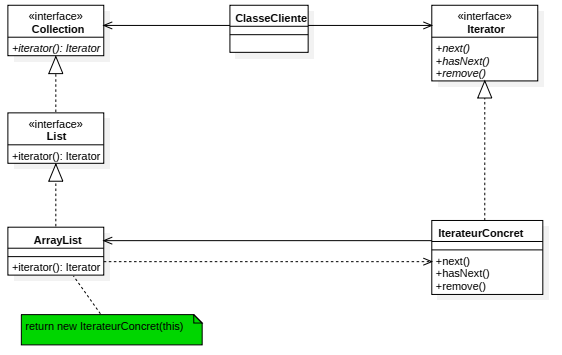 «interface»
Collection
+iterator(): Iterator
ClasseCliente
«interface»
Iterator
+next()
+hasNext()
+remove()
«interface»
List
+iterator(): Iterator
ArrayList
+iterator(): Iterator
IterateurConcret
+next()
+hasNext()
+remove()
return new IterateurConcret(this)